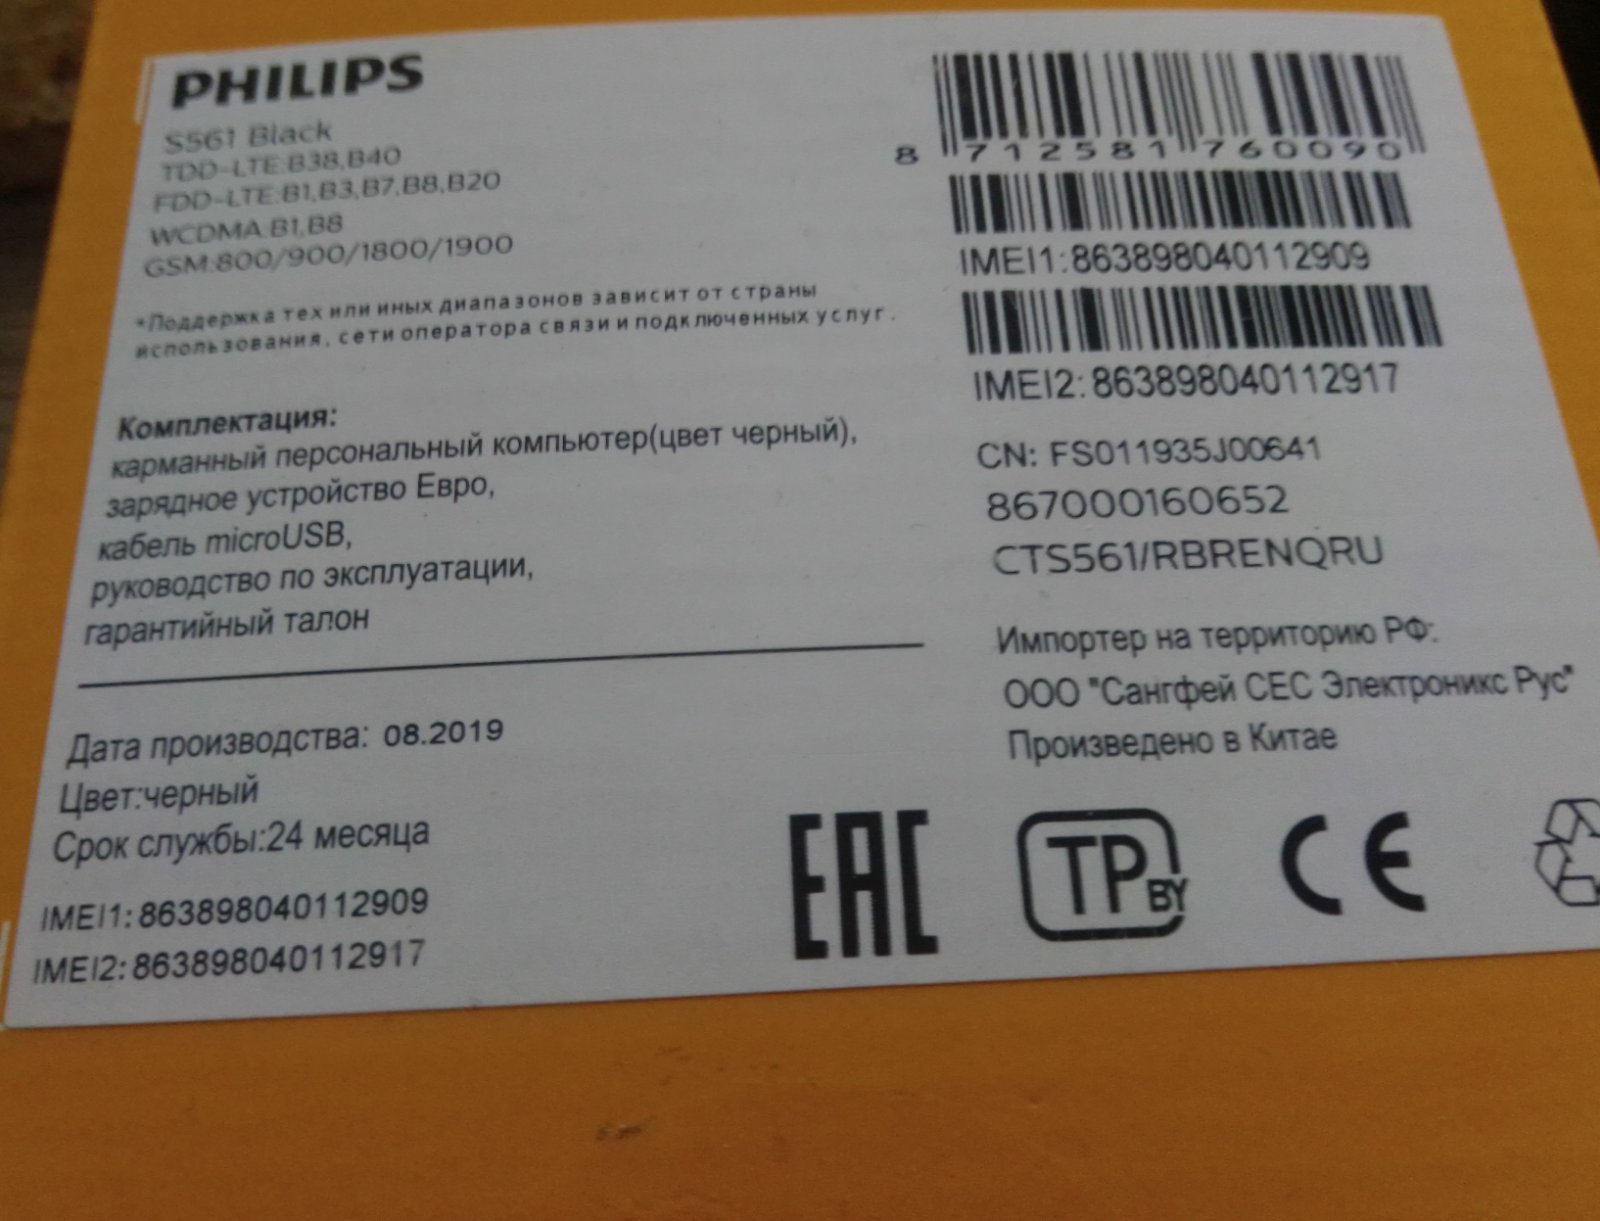 PHILIPS
S561 Black
TDD-LTE:B38,B40
FDD-LTE:B1,B3,B7,B8,B20
WCDMA:B1,B8
GSM:800/900/1800/1900
*Поддержка тех или иных диапазонов зависит от страны
использования, сети оператора связи и подключенных услуг.
Комплектация:
карманный персональный компьютер(цвет черный),
зарядное устройство Евро,
кабель microUSB,
руководство по эксплуатации,
гарантийный талон
Дата производства: 08.2019
Цвет:черный
Срок службы:24 месяца
IMEI1:863898040112909
IMEI2:863898040112917
8 712581 760090
IMEI1:863898040112909
IMEI2:863898040112917
CN: FS011935J00641
867000160652
CTS561/RBRENQRU
Импортер на территорию РФ:
ООО "Сангфей СЕС Электроникс Рус"
Произведено в Китае
EAC TP BY CE